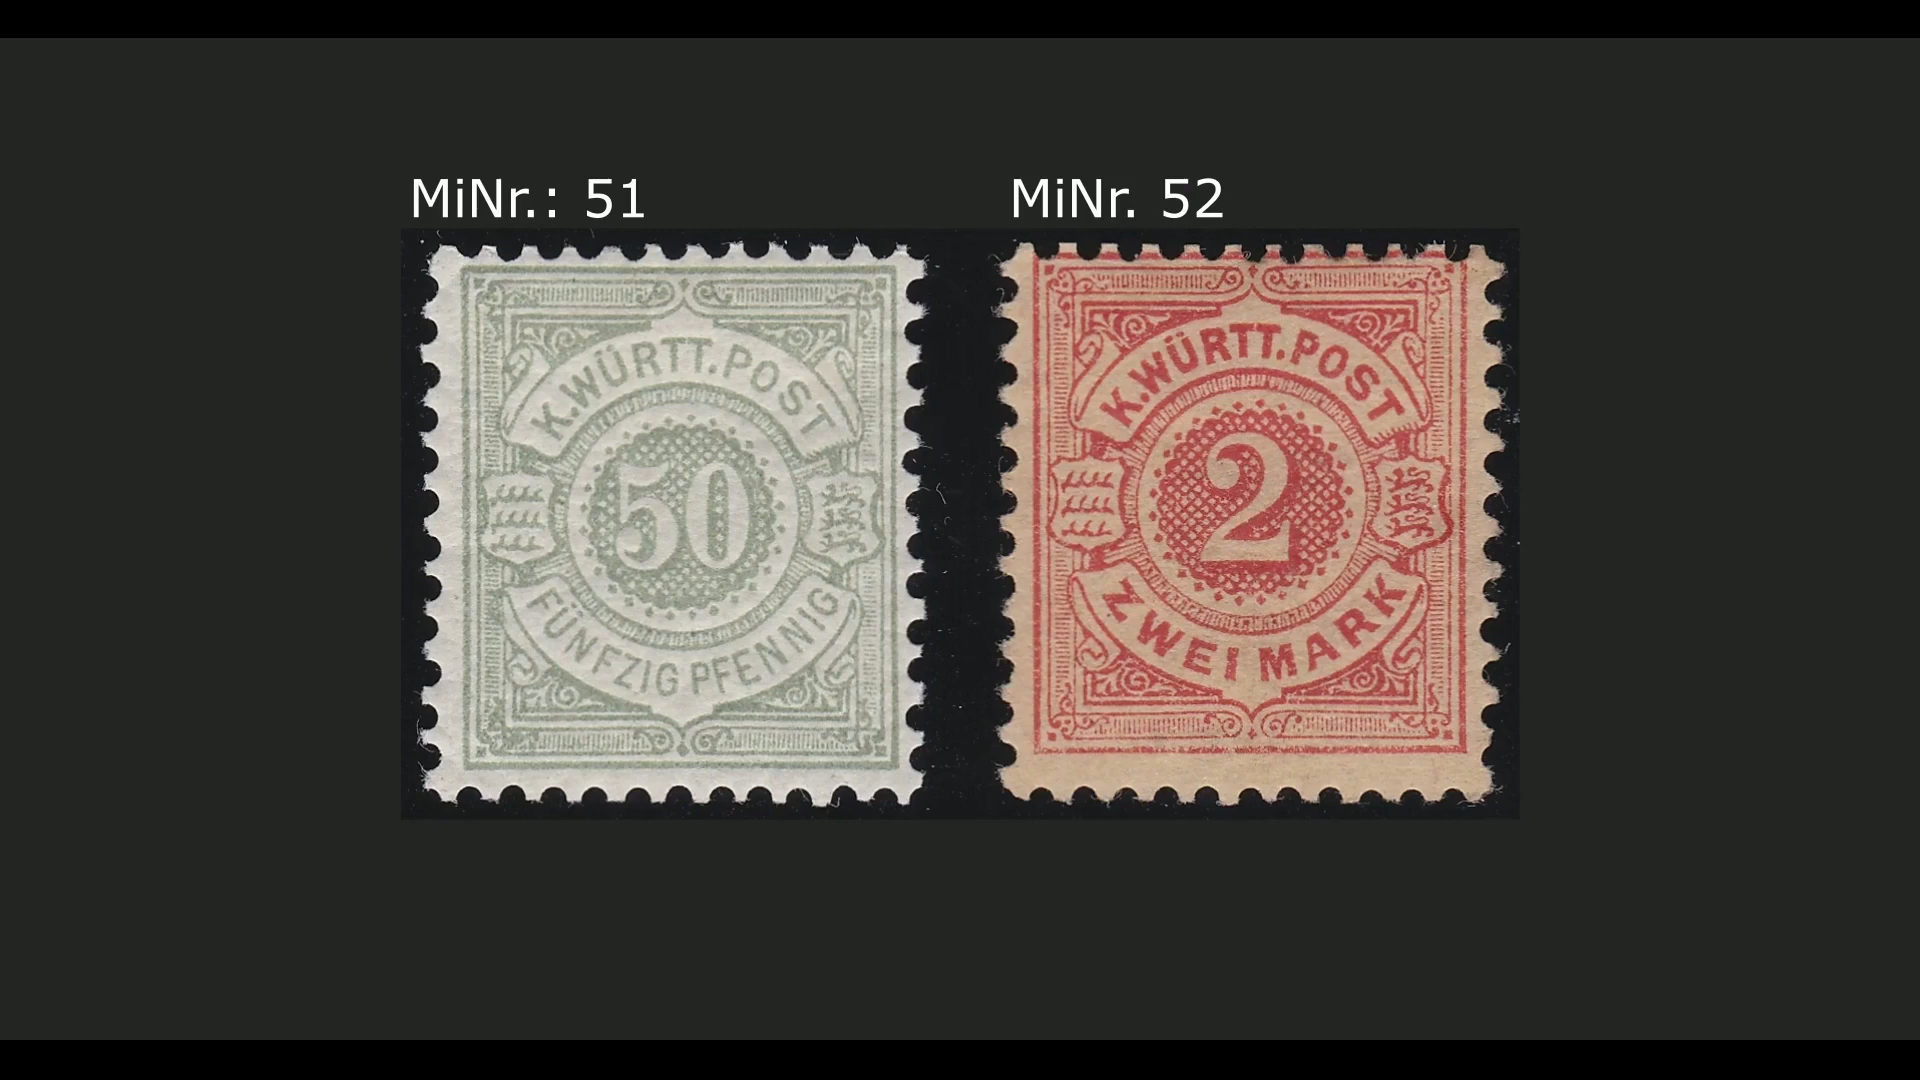 MiNr.: 51
MiNr. 52
K.WÜRTT.POST
50
FÜNFZIG PFENNIG
K.WÜRTT.POST
2
ZWEI MARK